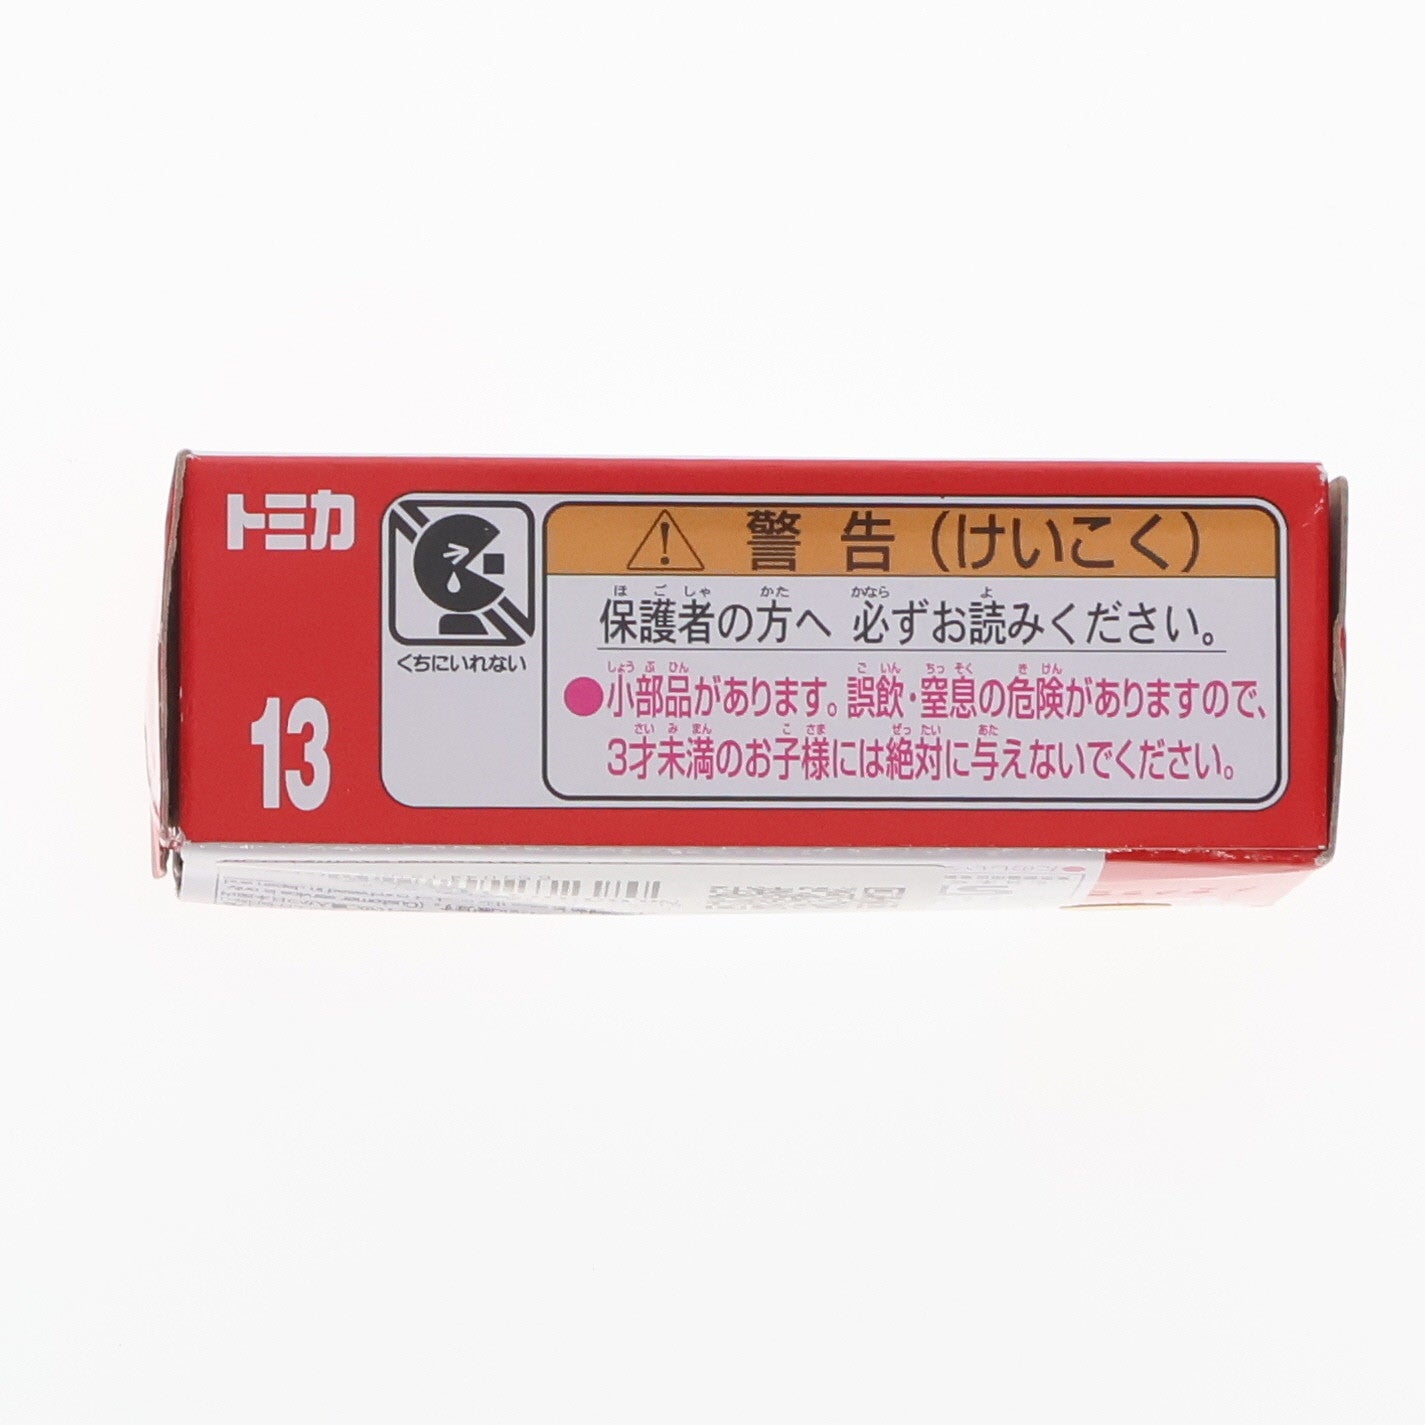 トミカ
13
くちにいれない
警告(けいこく)
ほごしゃ かた かなら よ
保護者の方へ 必ずお読みください。
しょうぶひん ごいん ちっそく きけん
●小部品があります。誤飲・窒息の危険がありますので、
さいみまん こさま ぜったい あた
3才未満のお子様には絶対に与えないでください。